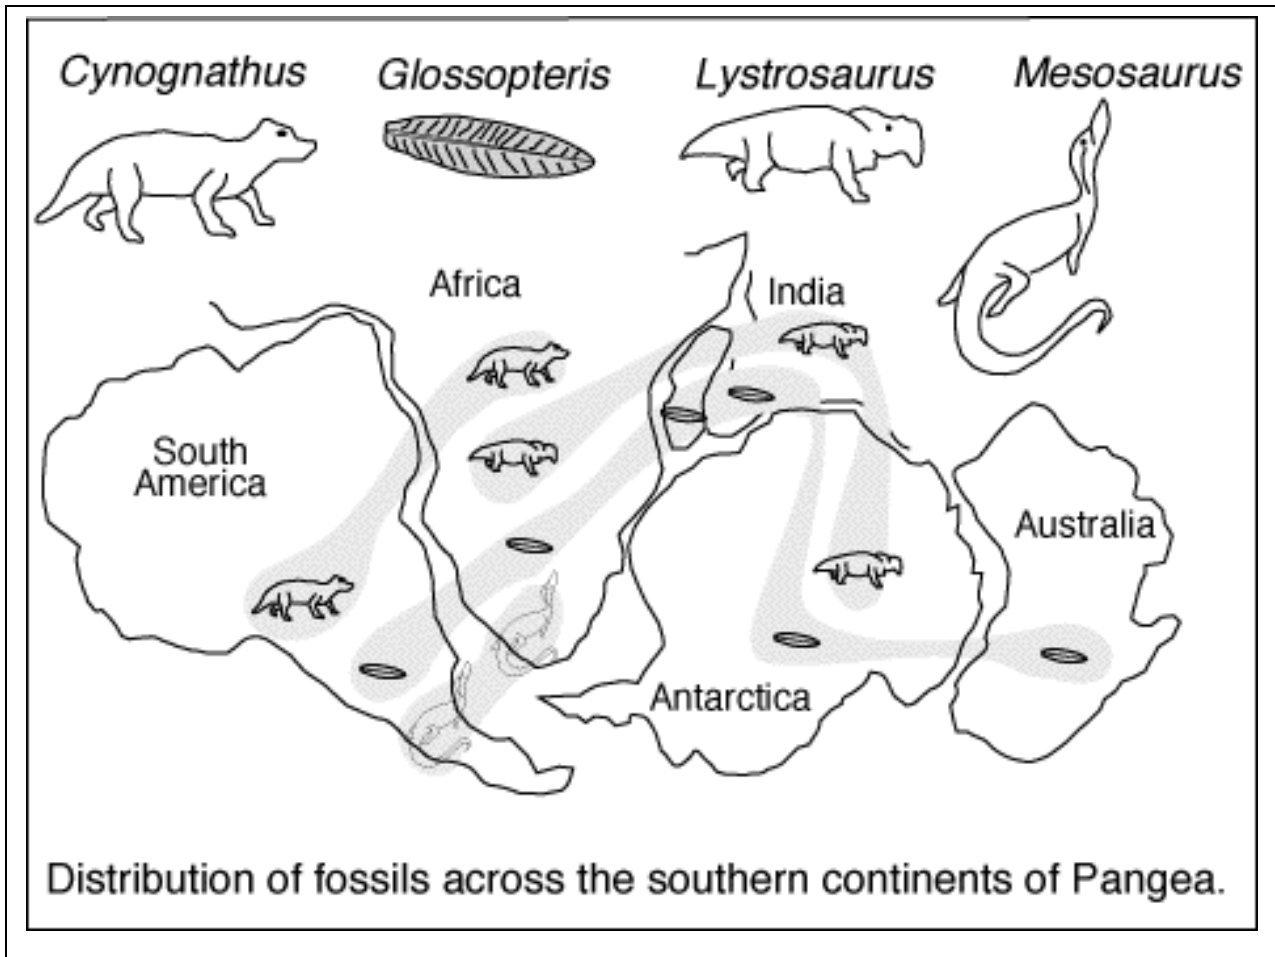 Cynognathus
Glossopteris
Lystrosaurus
Mesosaurus
Africa
India
South
America
Australia
Antarctica
Distribution of fossils across the southern continents of Pangea.